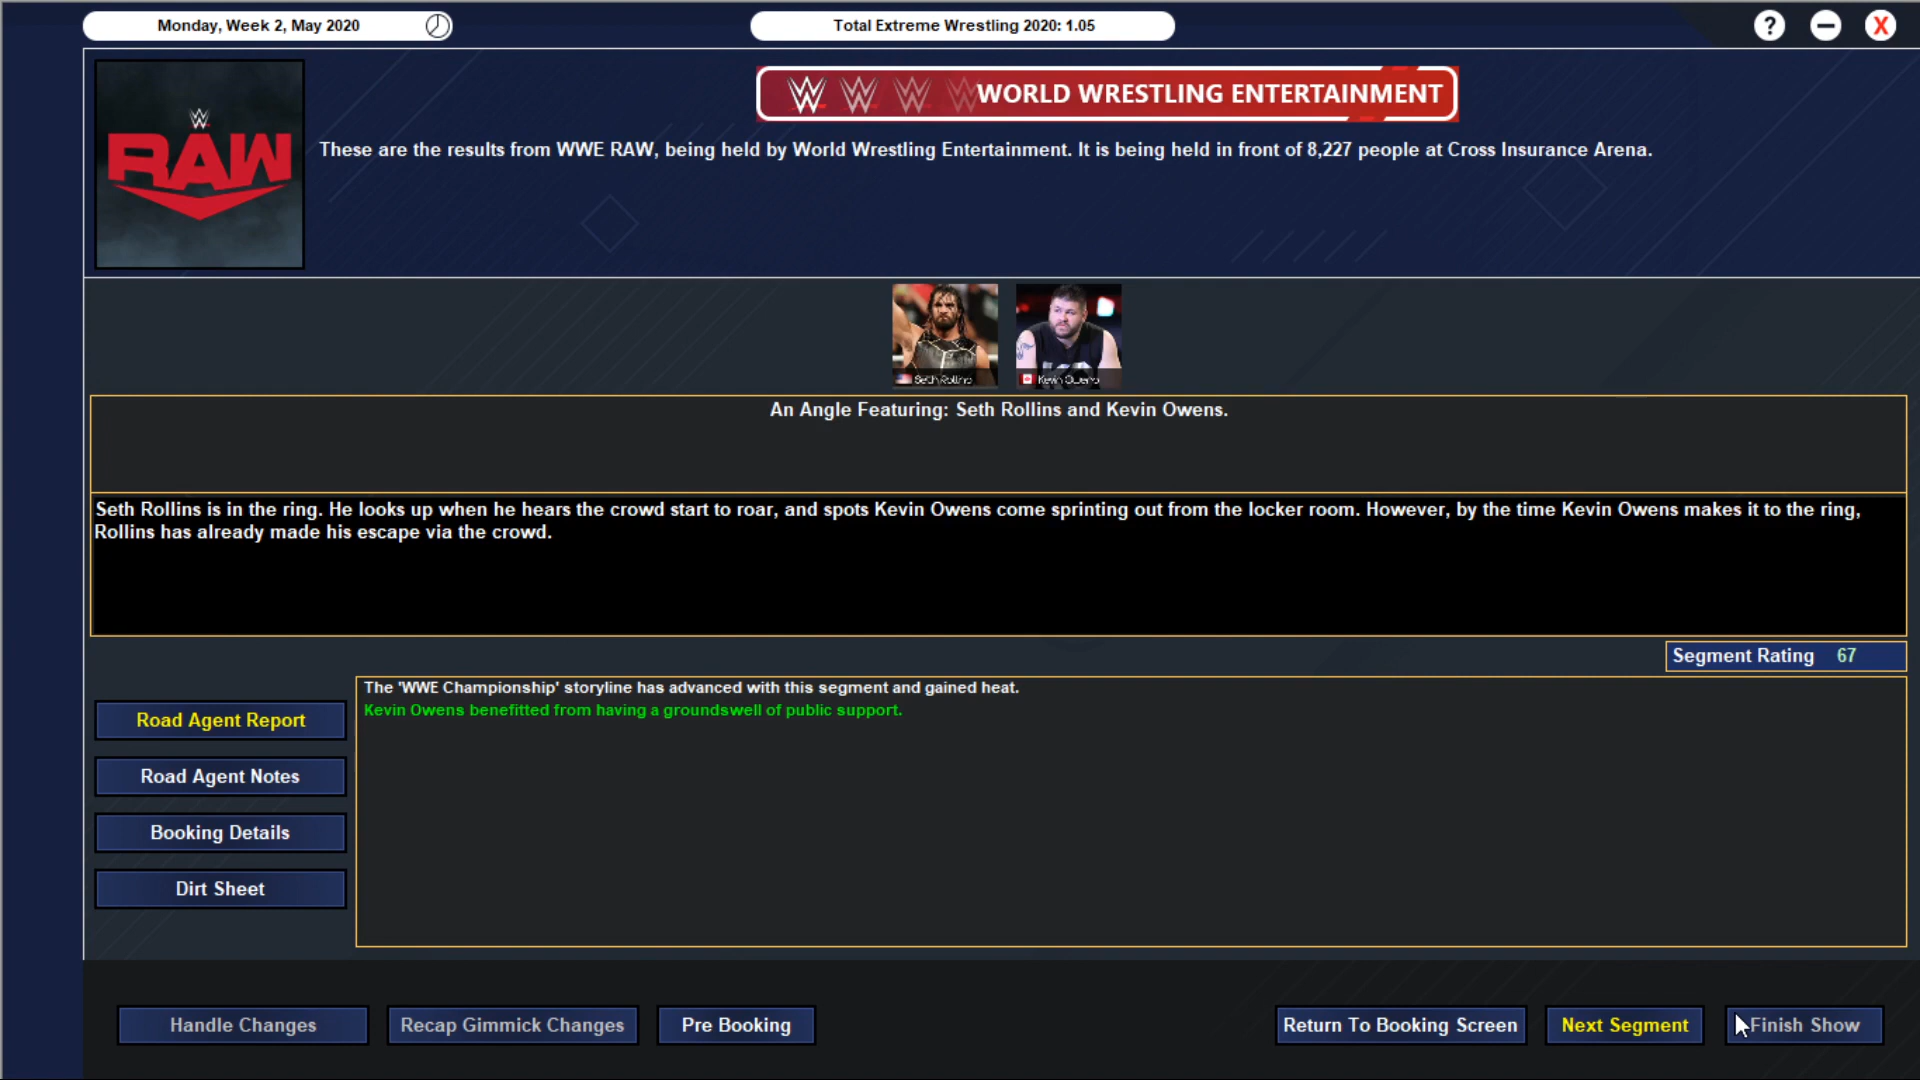 Monday, Week 2, May 2020
Total Extreme Wrestling 2020: 1.05
?
X
RAW
WORLD WRESTLING ENTERTAINMENT
These are the results from WWE RAW, being held by World Wrestling Entertainment. It is being held in front of 8,227 people at Cross Insurance Arena.
Seth Rollins
Kevin Owens
An Angle Featuring: Seth Rollins and Kevin Owens.
Seth Rollins is in the ring. He looks up when he hears the crowd start to roar, and spots Kevin Owens come sprinting out from the locker room. However, by the time Kevin Owens makes it to the ring,
Rollins has already made his escape via the crowd.
Segment Rating 67
The 'WWE Championship' storyline has advanced with this segment and gained heat.
Kevin Owens benefitted from having a groundswell of public support.
Road Agent Report
Road Agent Notes
Booking Details
Dirt Sheet
Handle Changes
Recap Gimmick Changes
Pre Booking
Return To Booking Screen
Next Segment
Finish Show